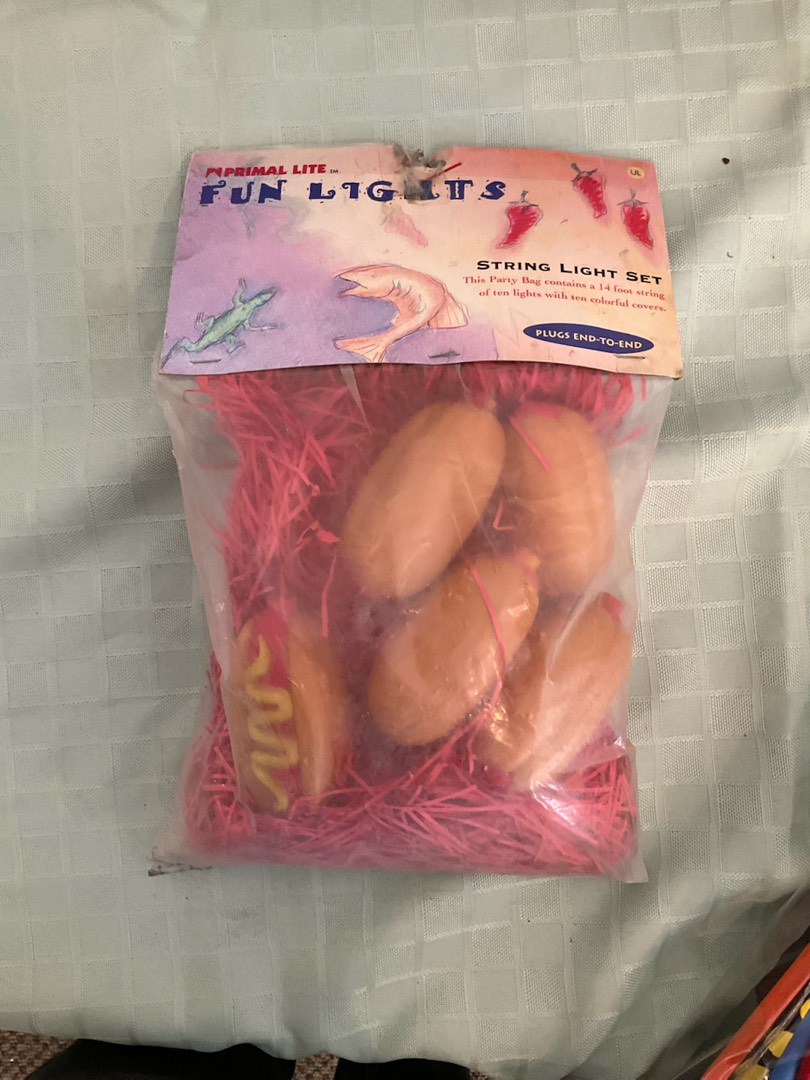 PRIMAL LITE™
FUN LIGHTS
UL
STRING LIGHT SET
This Party Bag contains a 14 foot string
of ten lights with ten colorful covers.
PLUGS END-TO-END